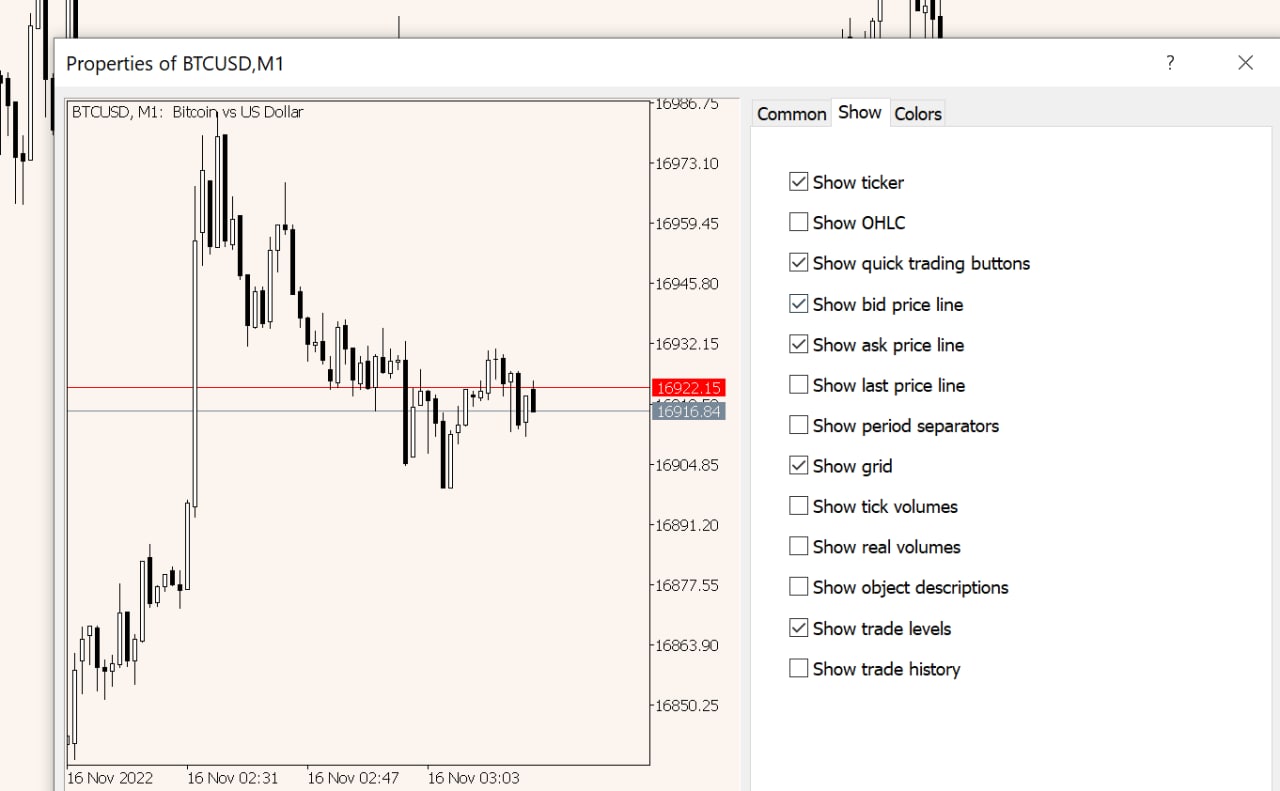 Properties of BTCUSD,M1
?
BTCUSD, M1: Bitcoin vs US Dollar
16986.75
16973.10
16959.45
16945.80
16932.15
16922.15
16916.84
16904.85
16891.20
16877.55
16863.90
16850.25
16 Nov 2022 16 Nov 02:31 16 Nov 02:47 16 Nov 03:03
Common Show Colors
Show ticker
Show OHLC
Show quick trading buttons
Show bid price line
Show ask price line
Show last price line
Show period separators
Show grid
Show tick volumes
Show real volumes
Show object descriptions
Show trade levels
Show trade history